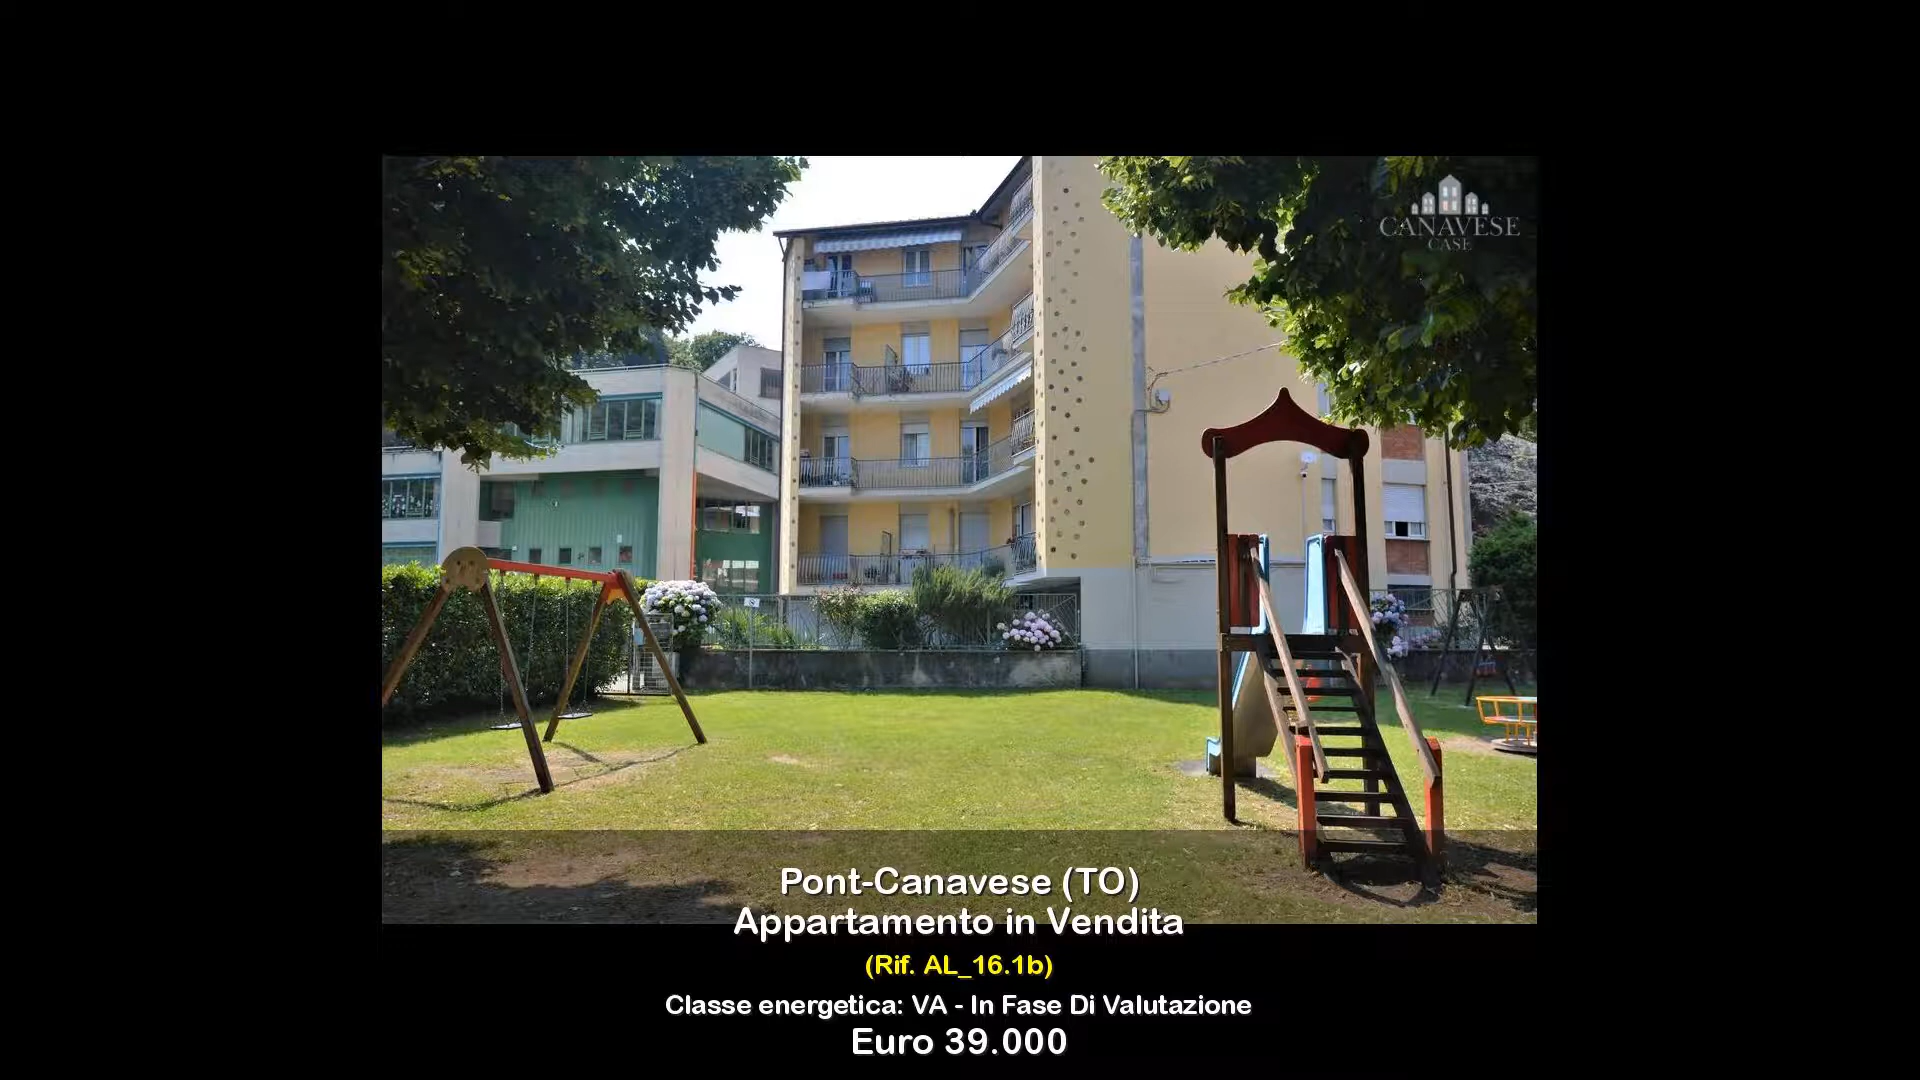 CANAVESE
CASE
Pont-Canavese (TO)
Appartamento in Vendita
(Rif. AL_16.1b)
Classe energetica: VA - In Fase Di Valutazione
Euro 39.000